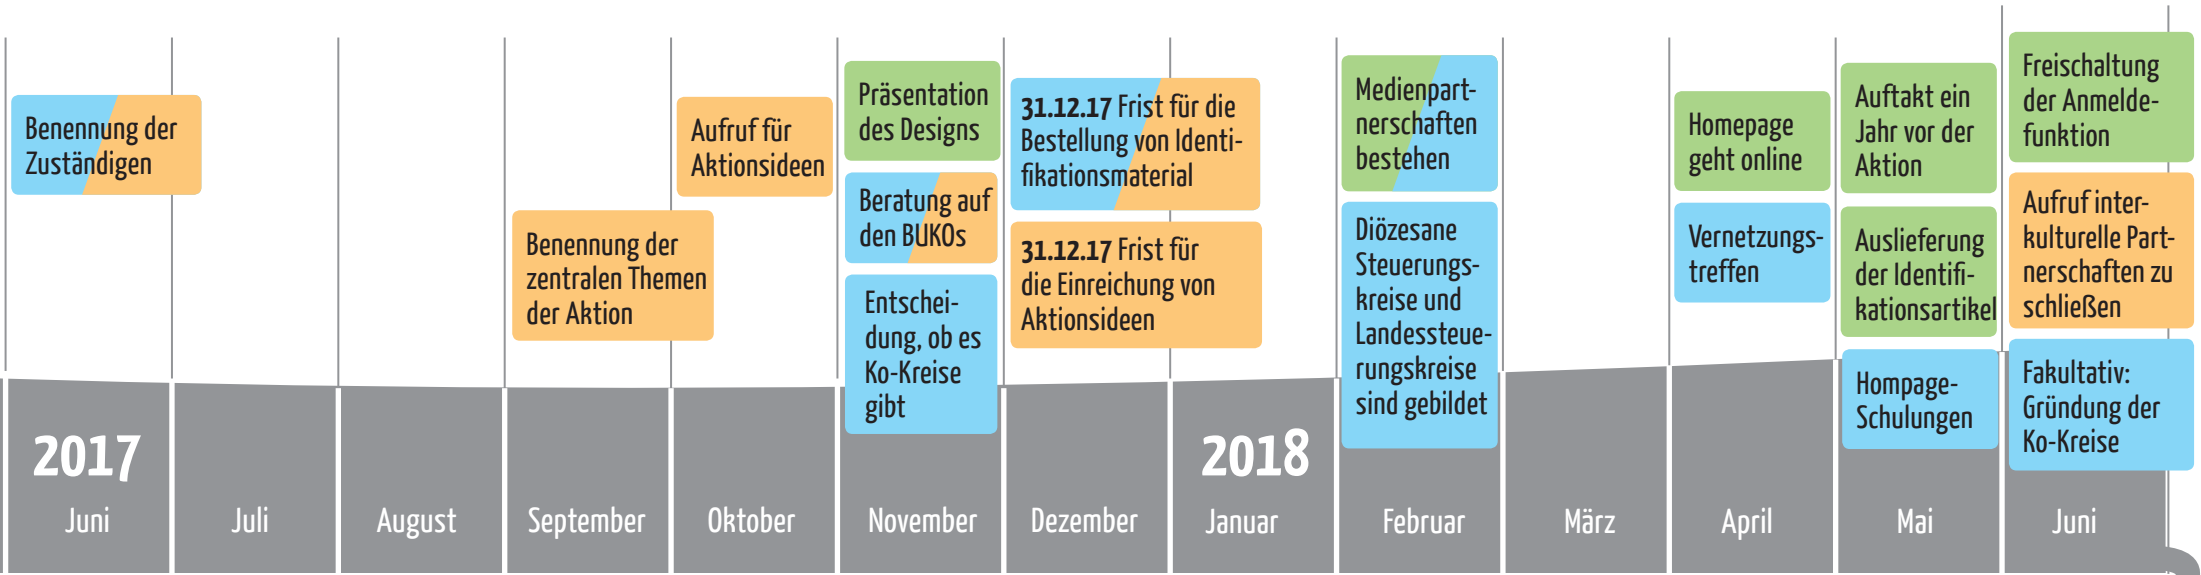 Benennung der
Zuständigen
Benennung der
zentralen Themen
der Aktion
Aufruf für
Aktionsideen
Präsentation
des Designs
Beratung auf
den BUKOs
Entschei-
dung, ob es
Ko-Kreise
gibt
31.12.17 Frist für die
Bestellung von Identi-
fikationsmaterial
31.12.17 Frist für
die Einreichung von
Aktionsideen
Medienpart-
nerschaften
bestehen
Diözesane
Steuerungs-
kreise und
Landessteue-
rungskreise
sind gebildet
Homepage
geht online
Vernetzungs-
treffen
Auftakt ein
Jahr vor der
Aktion
Auslieferung
der Identifi-
kationsartikel
Hompage-
Schulungen
Freischaltung
der Anmelde-
funktion
Aufruf inter-
kulturelle Part-
nerschaften zu
schließen
Fakultativ:
Gründung der
Ko-Kreise
2017
2018
Juni
Juli
August
September
Oktober
November
Dezember
Januar
Februar
März
April
Mai
Juni